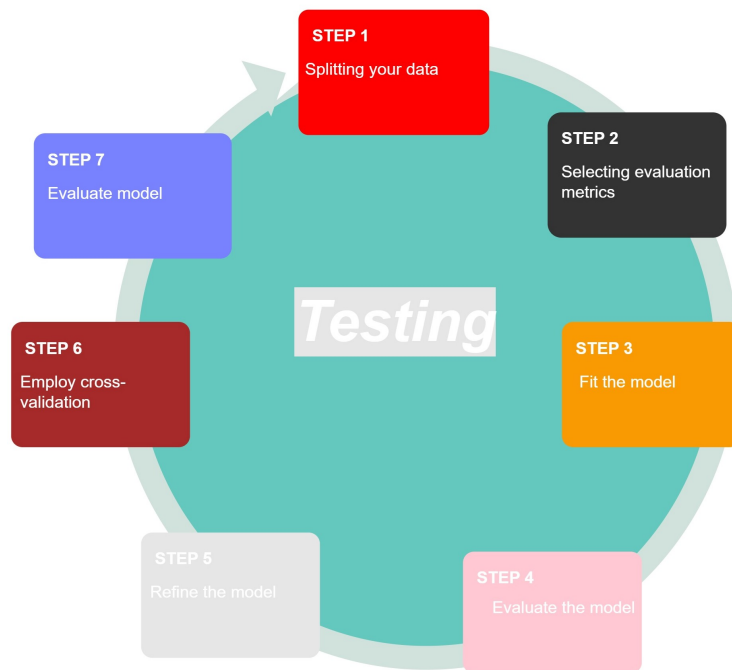 STEP 1
Splitting your data
STEP 2
Selecting evaluation
metrics
STEP 3
Fit the model
STEP 4
Evaluate the model
STEP 5
Refine the model
STEP 6
Employ cross-
validation
STEP 7
Evaluate model
Testing